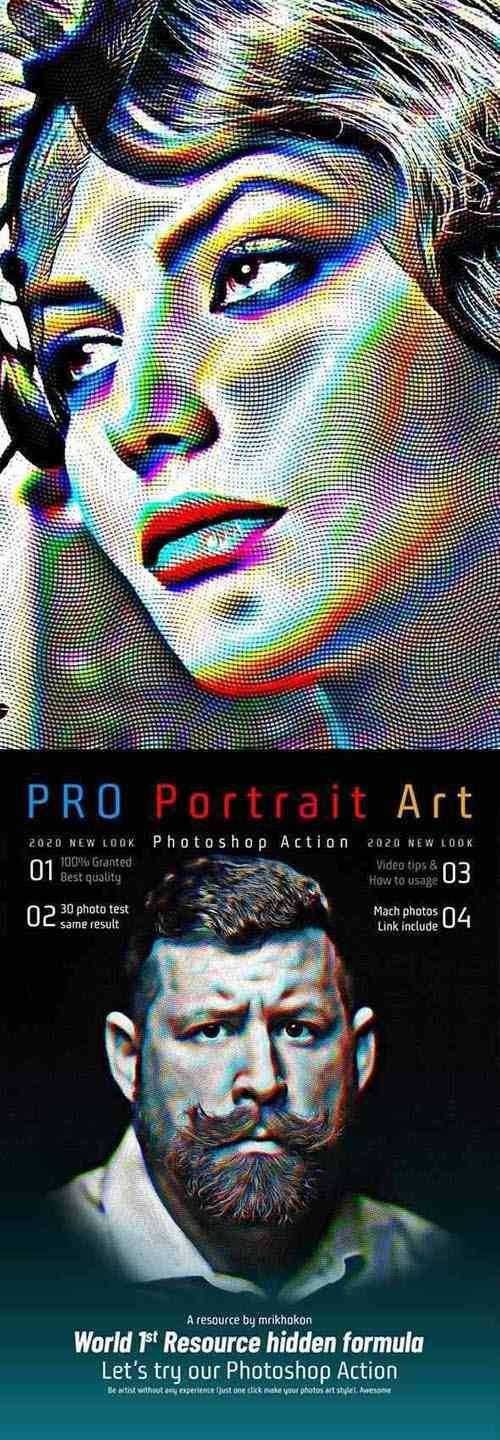 PRO Portrait Art
2020 NEW LOOK
Photoshop Action
2020 NEW LOOK
01 100% Granted
Best quality
02 30 photo test
same result
Video tips & 03
How to usage
Mach photos 04
Link include
A resource by mrikhokon
World 1st Resource hidden formula
Let's try our Photoshop Action
Be artist without any experience (just one click make your photos art style). Awesome